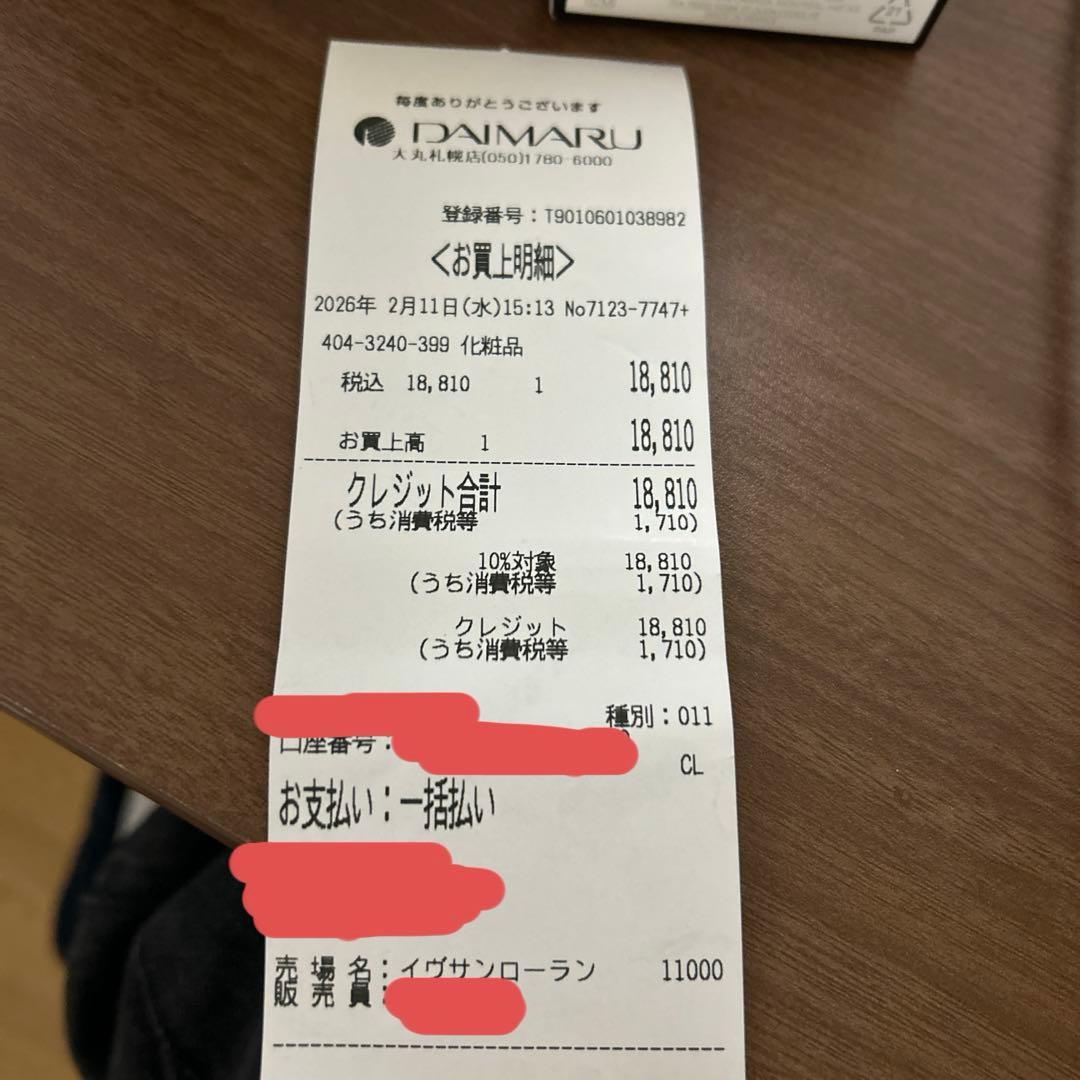 毎度ありがとうございます
DAIMARU
大丸札幌店(050)1780-6000
登録番号：T9010601038982
＜お買上明細＞
2026年 2月11日(水)15:13 No7123-7747+
404-3240-399 化粧品
税込 18,810 1 18,810
お買上高 1 18,810
クレジット合計 18,810
(うち消費税等 1,710)
10%対象 18,810
(うち消費税等 1,710)
クレジット 18,810
(うち消費税等 1,710)
種別：011
口座番号：
CL
お支払い：一括払い
売 場 名：イヴサンローラン 11000
販 売 員：